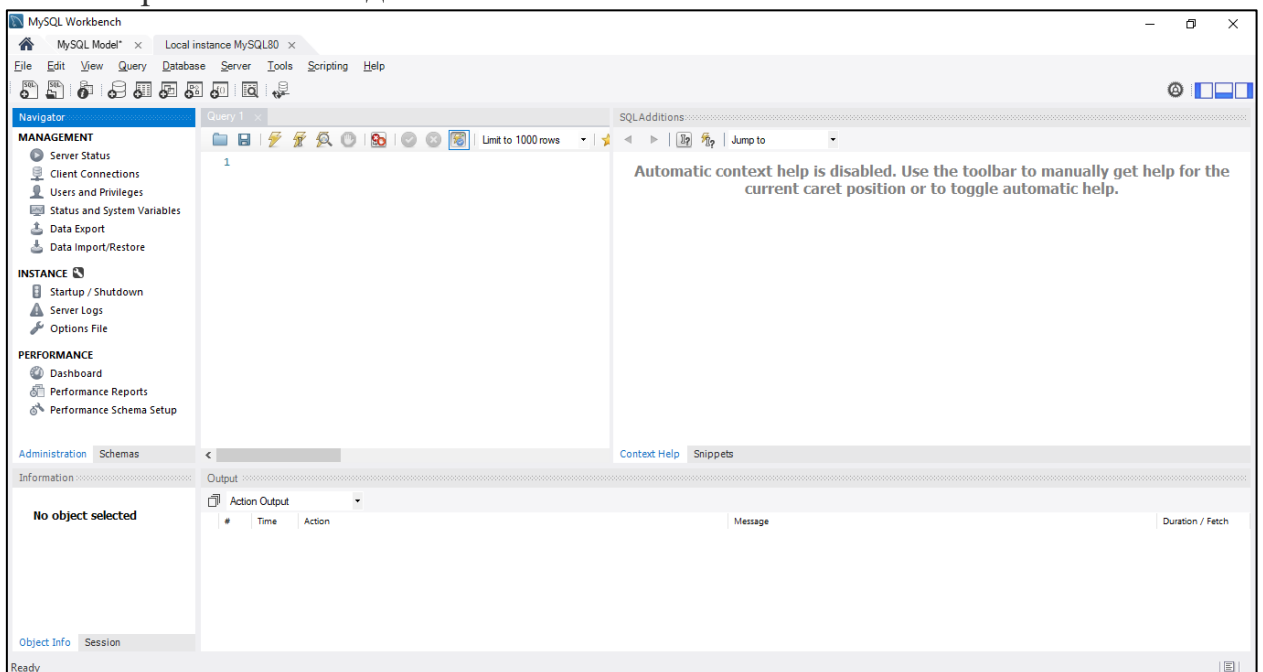 MySQL Workbench
MySQL Model* × Local instance MySQL80 ×
File Edit View Query Database Server Tools Scripting Help
Navigator
MANAGEMENT
Server Status
Client Connections
Users and Privileges
Status and System Variables
Data Export
Data Import/Restore
INSTANCE
Startup / Shutdown
Server Logs
Options File
PERFORMANCE
Dashboard
Performance Reports
Performance Schema Setup
Administration Schemas
Query 1 ×
Limit to 1000 rows
1
SQLAdditions
Jump to
Automatic context help is disabled. Use the toolbar to manually get help for the
current caret position or to toggle automatic help.
Context Help Snippets
Information
No object selected
Object Info Session
Output
Action Output
# Time Action Message Duration / Fetch
Ready